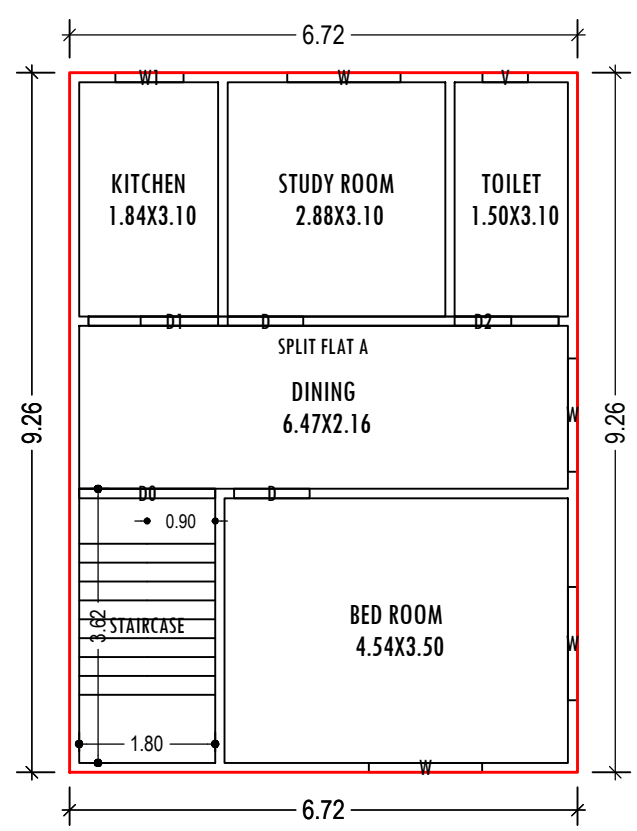 6.72
W1 W V
KITCHEN
1.84X3.10
STUDY ROOM
2.88X3.10
TOILET
1.50X3.10
D1 D D2
SPLIT FLAT A
DINING
6.47X2.16
W
9.26
9.26
D0 D
0.90
3.62
STAIRCASE
BED ROOM
4.54X3.50
W
1.80
W
6.72